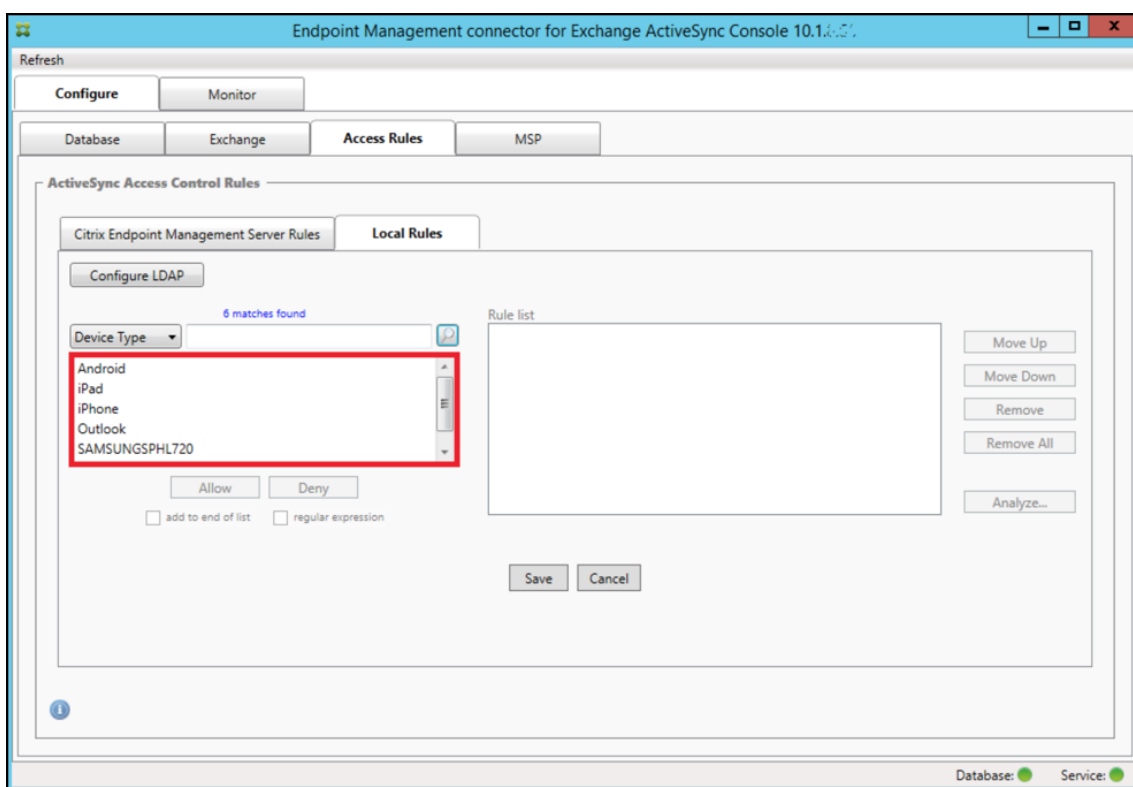 Endpoint Management connector for Exchange ActiveSync Console 10.1.
Refresh
Configure Monitor
Database Exchange Access Rules MSP
ActiveSync Access Control Rules
Citrix Endpoint Management Server Rules Local Rules
Configure LDAP
6 matches found
Device Type
Android
iPad
iPhone
Outlook
SAMSUNGSPHL720
Allow Deny
add to end of list regular expression
Rule list
Move Up
Move Down
Remove
Remove All
Analyze...
Save Cancel
Database: Service: